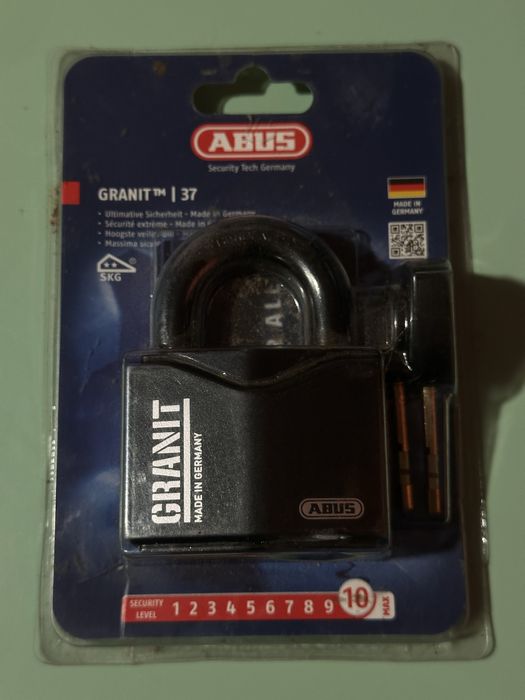 ABUS
Security Tech Germany
GRANIT™ | 37
• Ultimative Sicherheit - Made in Germany
• Sécurité extrême - Made in
• Hoogste
• Massima
SKG
MADE IN
GERMANY
GRANIT
MADE IN GERMANY
ABUS
SECURITY
LEVEL
1 2 3 4 5 6 7 8 9 10
MAX